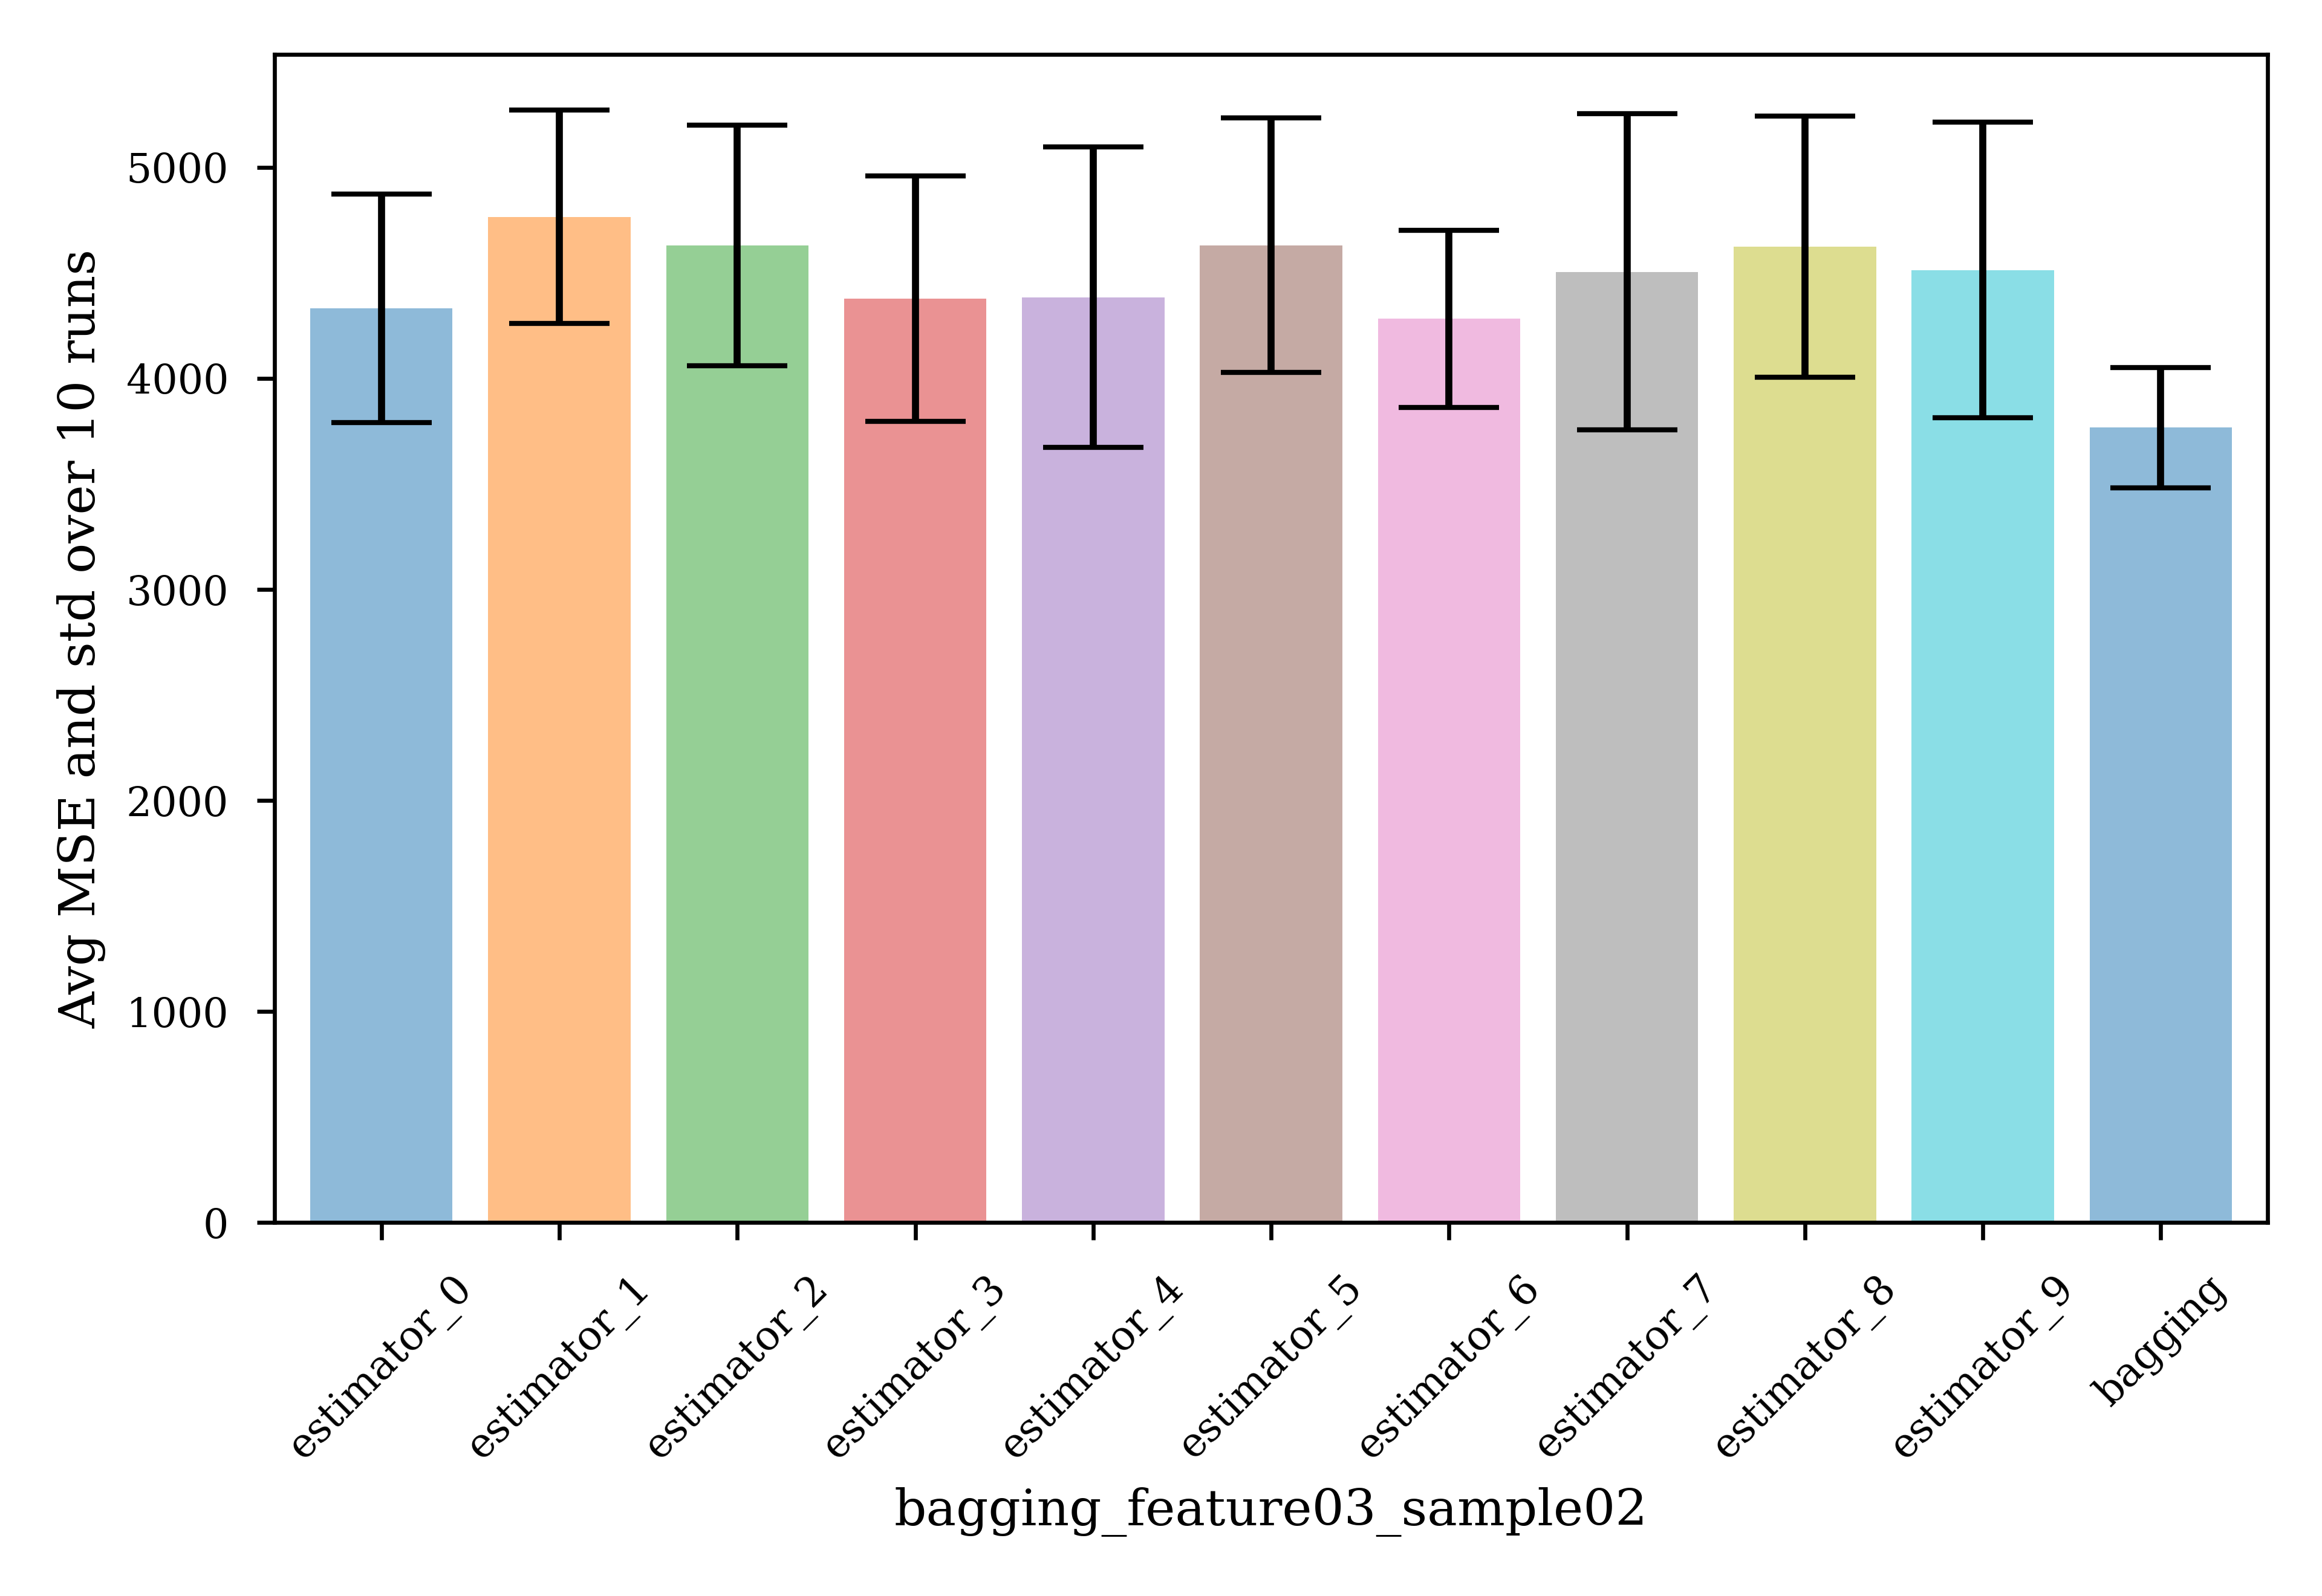 Avg MSE and std over 10 runs
5000
4000
3000
2000
1000
0
estimator_0
estimator_1
estimator_2
estimator_3
estimator_4
estimator_5
estimator_6
estimator_7
estimator_8
estimator_9
bagging
bagging_feature03_sample02